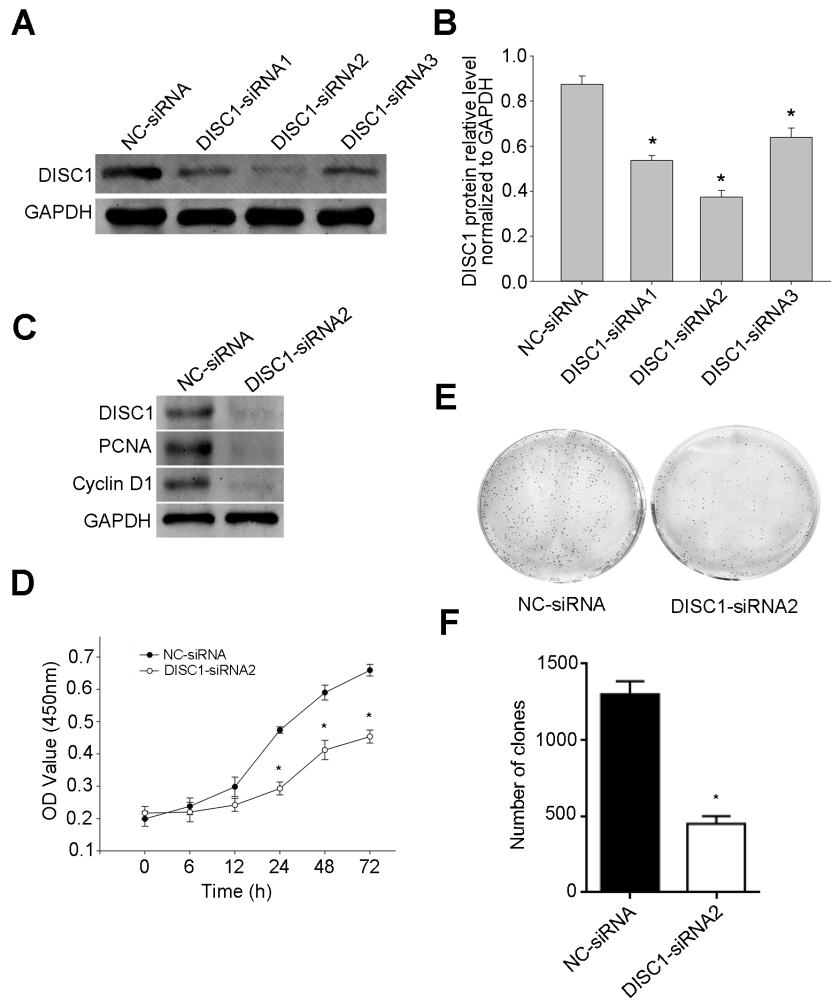 A
NC-siRNA
DISC1-siRNA1
DISC1-siRNA2
DISC1-siRNA3
DISC1
GAPDH
B
DISC1 protein relative level
normalized to GAPDH
1.0
0.8
0.6
0.4
0.2
0.0
*
*
*
NC-siRNA
DISC1-siRNA1
DISC1-siRNA2
DISC1-siRNA3
C
NC-siRNA
DISC1-siRNA2
DISC1
PCNA
Cyclin D1
GAPDH
D
OD Value (450nm)
0.7
0.6
0.5
0.4
0.3
0.2
0.1
NC-siRNA
DISC1-siRNA2
*
*
*
0 6 12 24 48 72
Time (h)
E
NC-siRNA
DISC1-siRNA2
F
Number of clones
1500
1000
500
0
*
NC-siRNA
DISC1-siRNA2